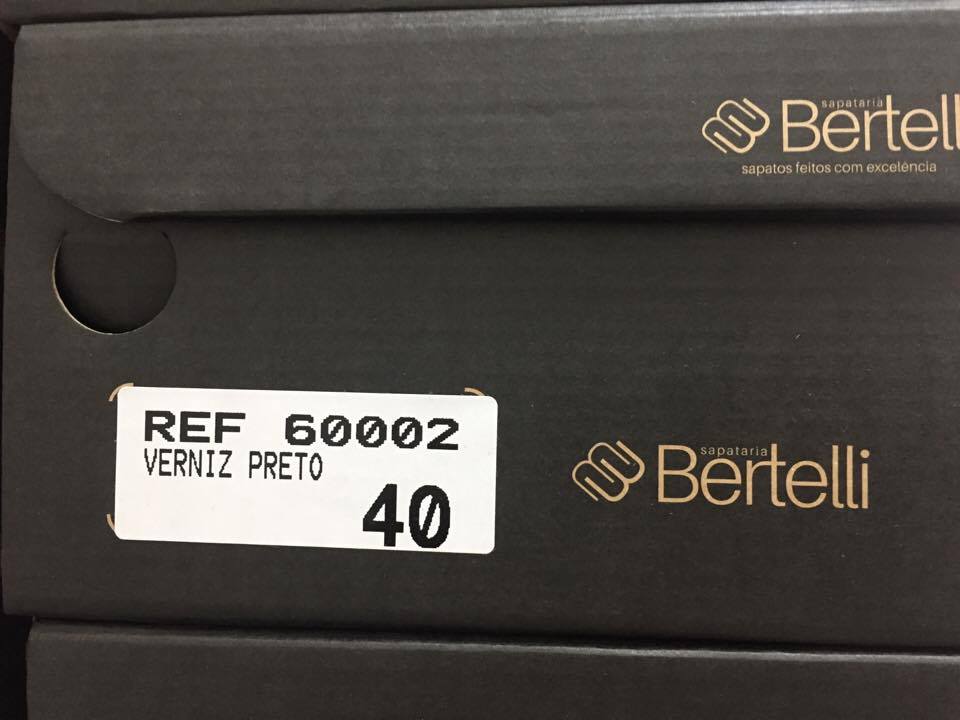 sapataria
Bertelli
sapatos feitos com excelência
REF 60002
VERNIZ PRETO
40
sapataria
Bertelli